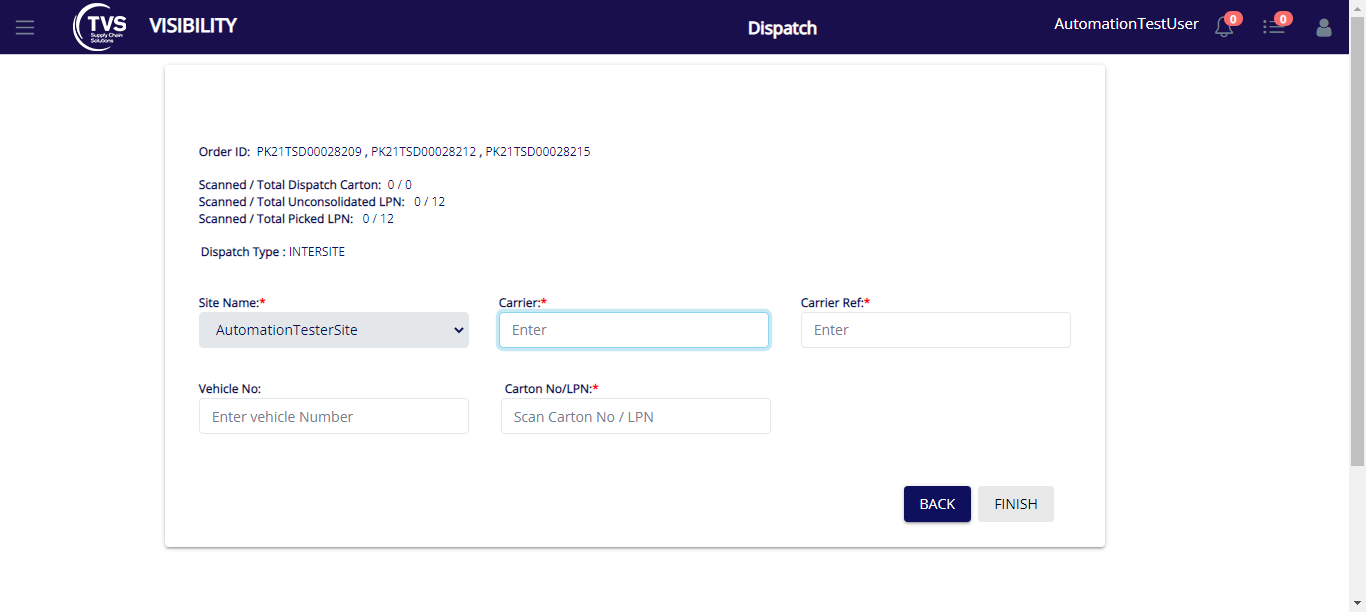 TVS
Supply Chain
Solutions
VISIBILITY
Dispatch
AutomationTestUser
0
0
Order ID: PK21TSD00028209 , PK21TSD00028212 , PK21TSD00028215
Scanned / Total Dispatch Carton: 0 / 0
Scanned / Total Unconsolidated LPN: 0 / 12
Scanned / Total Picked LPN: 0 / 12
Dispatch Type : INTERSITE
Site Name:* Carrier:* Carrier Ref:*
AutomationTesterSite Enter Enter
Vehicle No: Carton No/LPN:*
Enter vehicle Number Scan Carton No / LPN
BACK FINISH